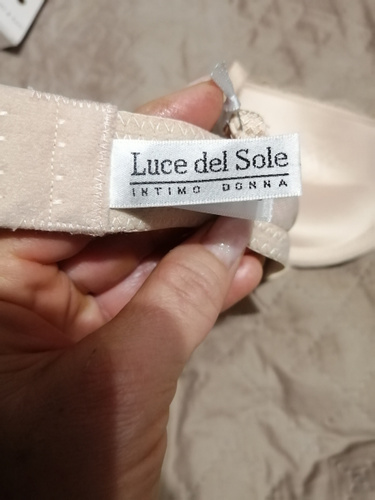 Luce del Sole
INTIMO DONNA